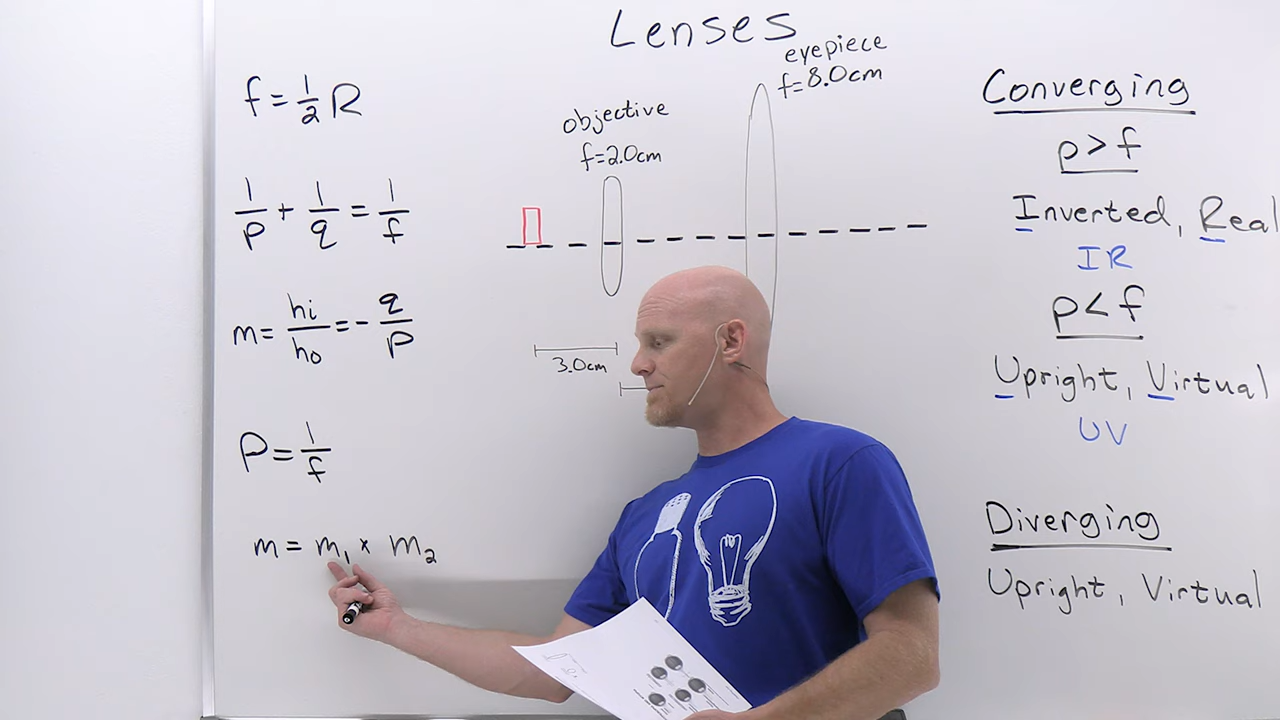 Lenses
f = 1/2 R
1/p + 1/q = 1/f
m = hi/ho = - q/p
P = 1/f
m = m₁ × m₂
objective
f=2.0cm
eyepiece
f=8.0cm
3.0cm
Converging
p > f
Inverted, Real
IR
p < f
Upright, Virtual
UV
Diverging
Upright, Virtual